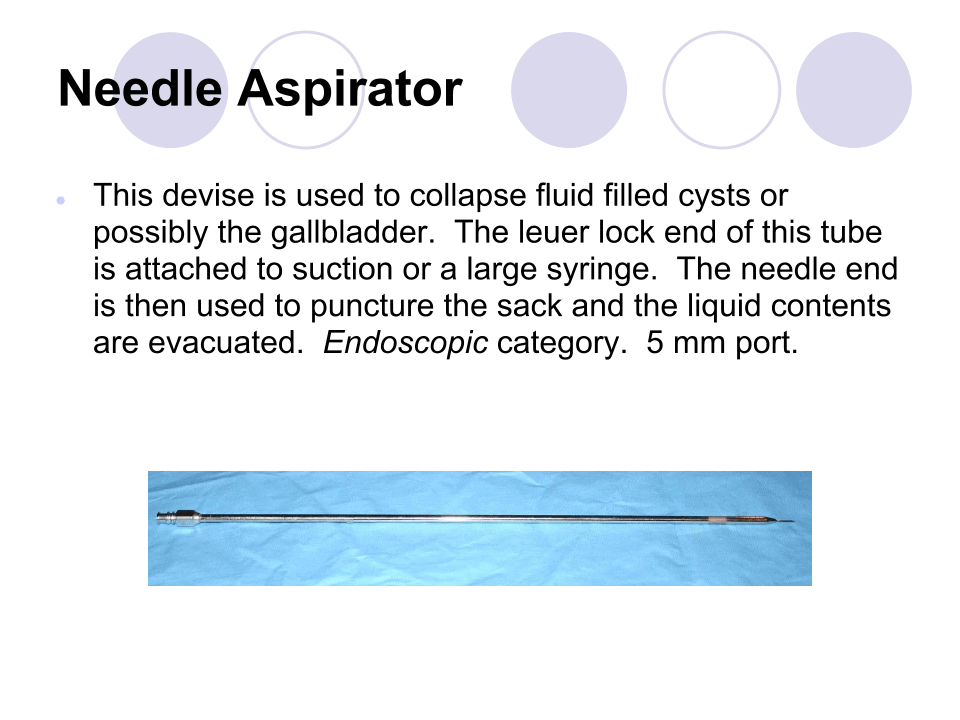 Needle Aspirator
This devise is used to collapse fluid filled cysts or
possibly the gallbladder.  The leuer lock end of this tube
is attached to suction or a large syringe.  The needle end
is then used to puncture the sack and the liquid contents
are evacuated.  Endoscopic category.  5 mm port.